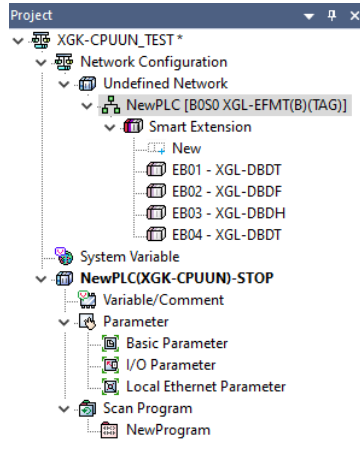 Project
XGK-CPUUN_TEST *
Network Configuration
Undefined Network
NewPLC [B0S0 XGL-EFMT(B)(TAG)]
Smart Extension
New
EB01 - XGL-DBDT
EB02 - XGL-DBDF
EB03 - XGL-DBDH
EB04 - XGL-DBDT
System Variable
NewPLC(XGK-CPUUN)-STOP
Variable/Comment
Parameter
Basic Parameter
I/O Parameter
Local Ethernet Parameter
Scan Program
NewProgram